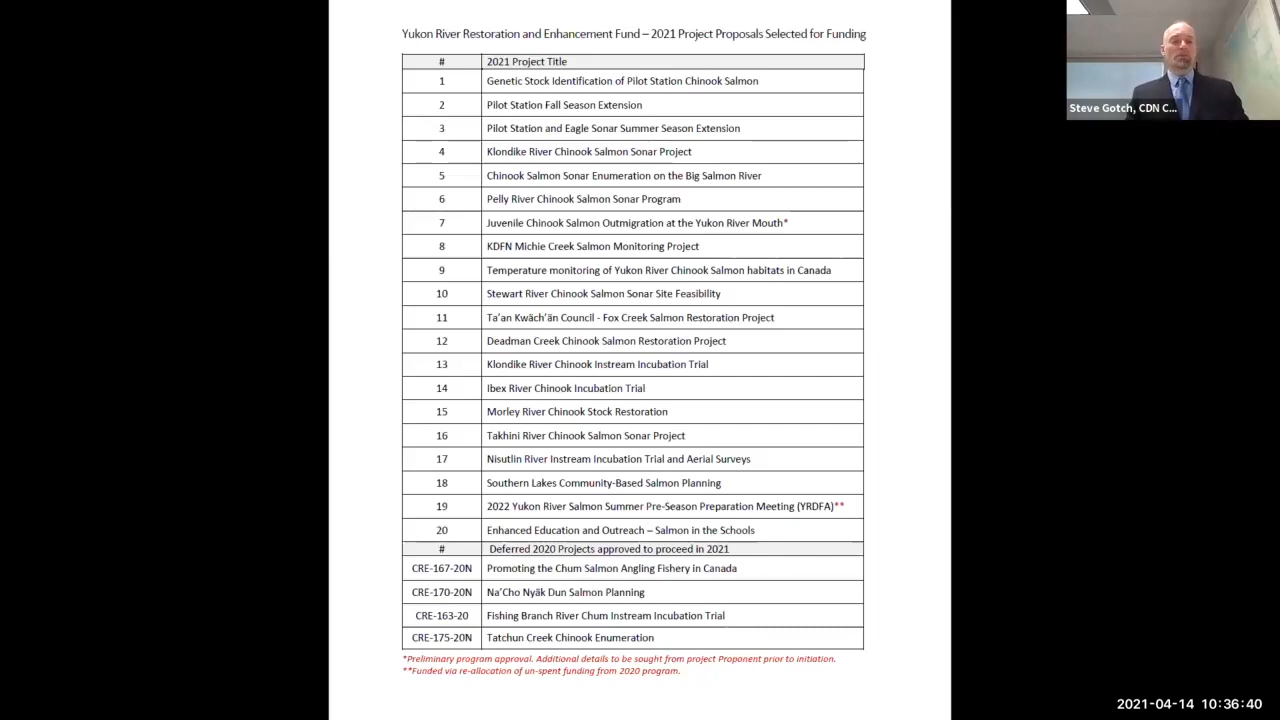 Yukon River Restoration and Enhancement Fund – 2021 Project Proposals Selected for Funding
# 2021 Project Title
1 Genetic Stock Identification of Pilot Station Chinook Salmon
2 Pilot Station Fall Season Extension
3 Pilot Station and Eagle Sonar Summer Season Extension
4 Klondike River Chinook Salmon Sonar Project
5 Chinook Salmon Sonar Enumeration on the Big Salmon River
6 Pelly River Chinook Salmon Sonar Program
7 Juvenile Chinook Salmon Outmigration at the Yukon River Mouth*
8 KDFN Michie Creek Salmon Monitoring Project
9 Temperature monitoring of Yukon River Chinook Salmon habitats in Canada
10 Stewart River Chinook Salmon Sonar Site Feasibility
11 Ta’an Kwäch’än Council - Fox Creek Salmon Restoration Project
12 Deadman Creek Chinook Salmon Restoration Project
13 Klondike River Chinook Instream Incubation Trial
14 Ibex River Chinook Incubation Trial
15 Morley River Chinook Stock Restoration
16 Takhini River Chinook Salmon Sonar Project
17 Nisutlin River Instream Incubation Trial and Aerial Surveys
18 Southern Lakes Community-Based Salmon Planning
19 2022 Yukon River Salmon Summer Pre-Season Preparation Meeting (YRDFA)**
20 Enhanced Education and Outreach – Salmon in the Schools
# Deferred 2020 Projects approved to proceed in 2021
CRE-167-20N Promoting the Chum Salmon Angling Fishery in Canada
CRE-170-20N Na’Cho Nyäk Dun Salmon Planning
CRE-163-20 Fishing Branch River Chum Instream Incubation Trial
CRE-175-20N Tatchun Creek Chinook Enumeration
*Preliminary program approval. Additional details to be sought from project Proponent prior to initiation.
**Funded via re-allocation of un-spent funding from 2020 program.
Steve Gotch, CDN C...
2021-04-14 10:36:40